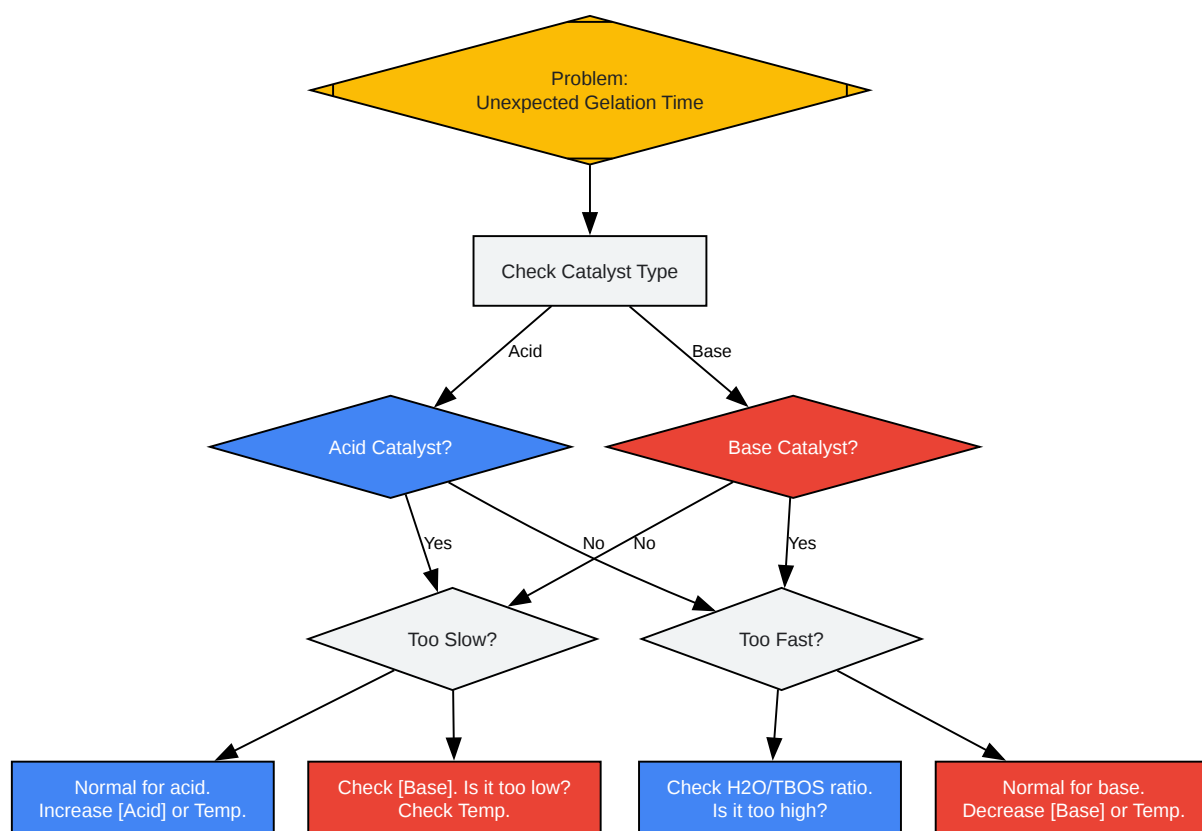 Problem:
Unexpected Gelation Time
Check Catalyst Type
Acid
Base
Acid Catalyst?
Base Catalyst?
Yes
No
No
Yes
Too Slow?
Too Fast?
Normal for acid.
Increase [Acid] or Temp.
Check [Base]. Is it too low?
Check Temp.
Check H2O/TBOS ratio.
Is it too high?
Normal for base.
Decrease [Base] or Temp.